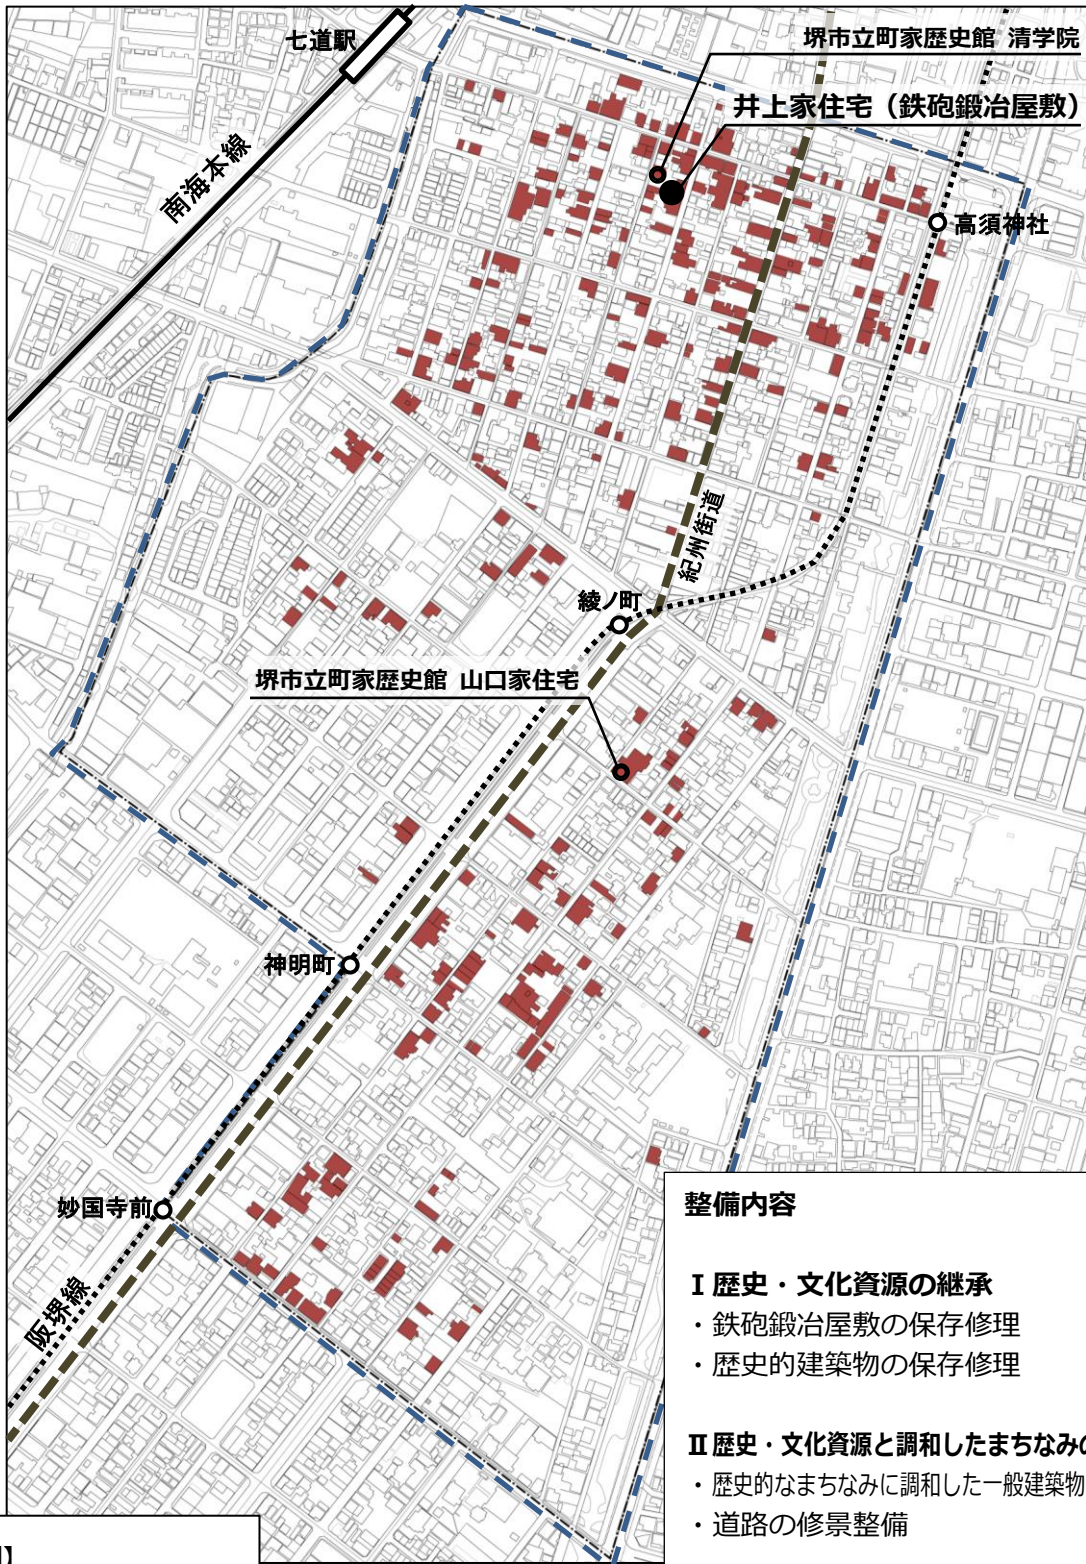 七道駅
堺市立町家歴史館 清学院
井上家住宅（鉄砲鍛冶屋敷）
南海本線
高須神社
紀州街道
綾ノ町
堺市立町家歴史館 山口家住宅
神明町
妙国寺前
阪堺線
整備内容
Ⅰ 歴史・文化資源の継承
・鉄砲鍛冶屋敷の保存修理
・歴史的建築物の保存修理
Ⅱ 歴史・文化資源と調和したまちなみの
・歴史的なまちなみに調和した一般建築物
・道路の修景整備